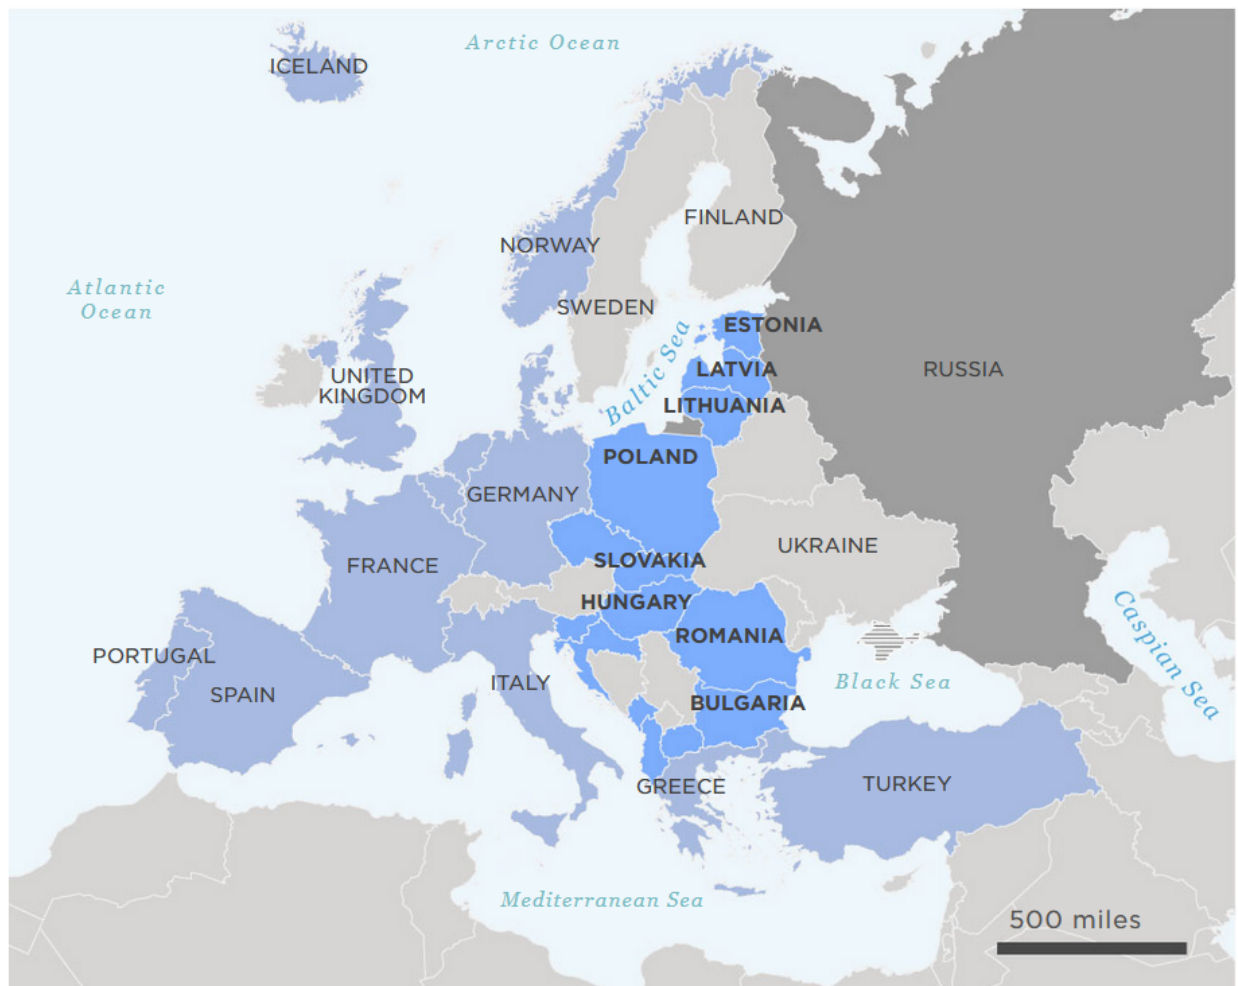 Arctic Ocean
ICELAND
FINLAND
NORWAY
Atlantic
Ocean
SWEDEN
ESTONIA
Baltic Sea
LATVIA
RUSSIA
UNITED
KINGDOM
LITHUANIA
POLAND
GERMANY
UKRAINE
SLOVAKIA
FRANCE
HUNGARY
ROMANIA
Caspian Sea
PORTUGAL
ITALY
Black Sea
SPAIN
BULGARIA
GREECE
TURKEY
Mediterranean Sea
500 miles